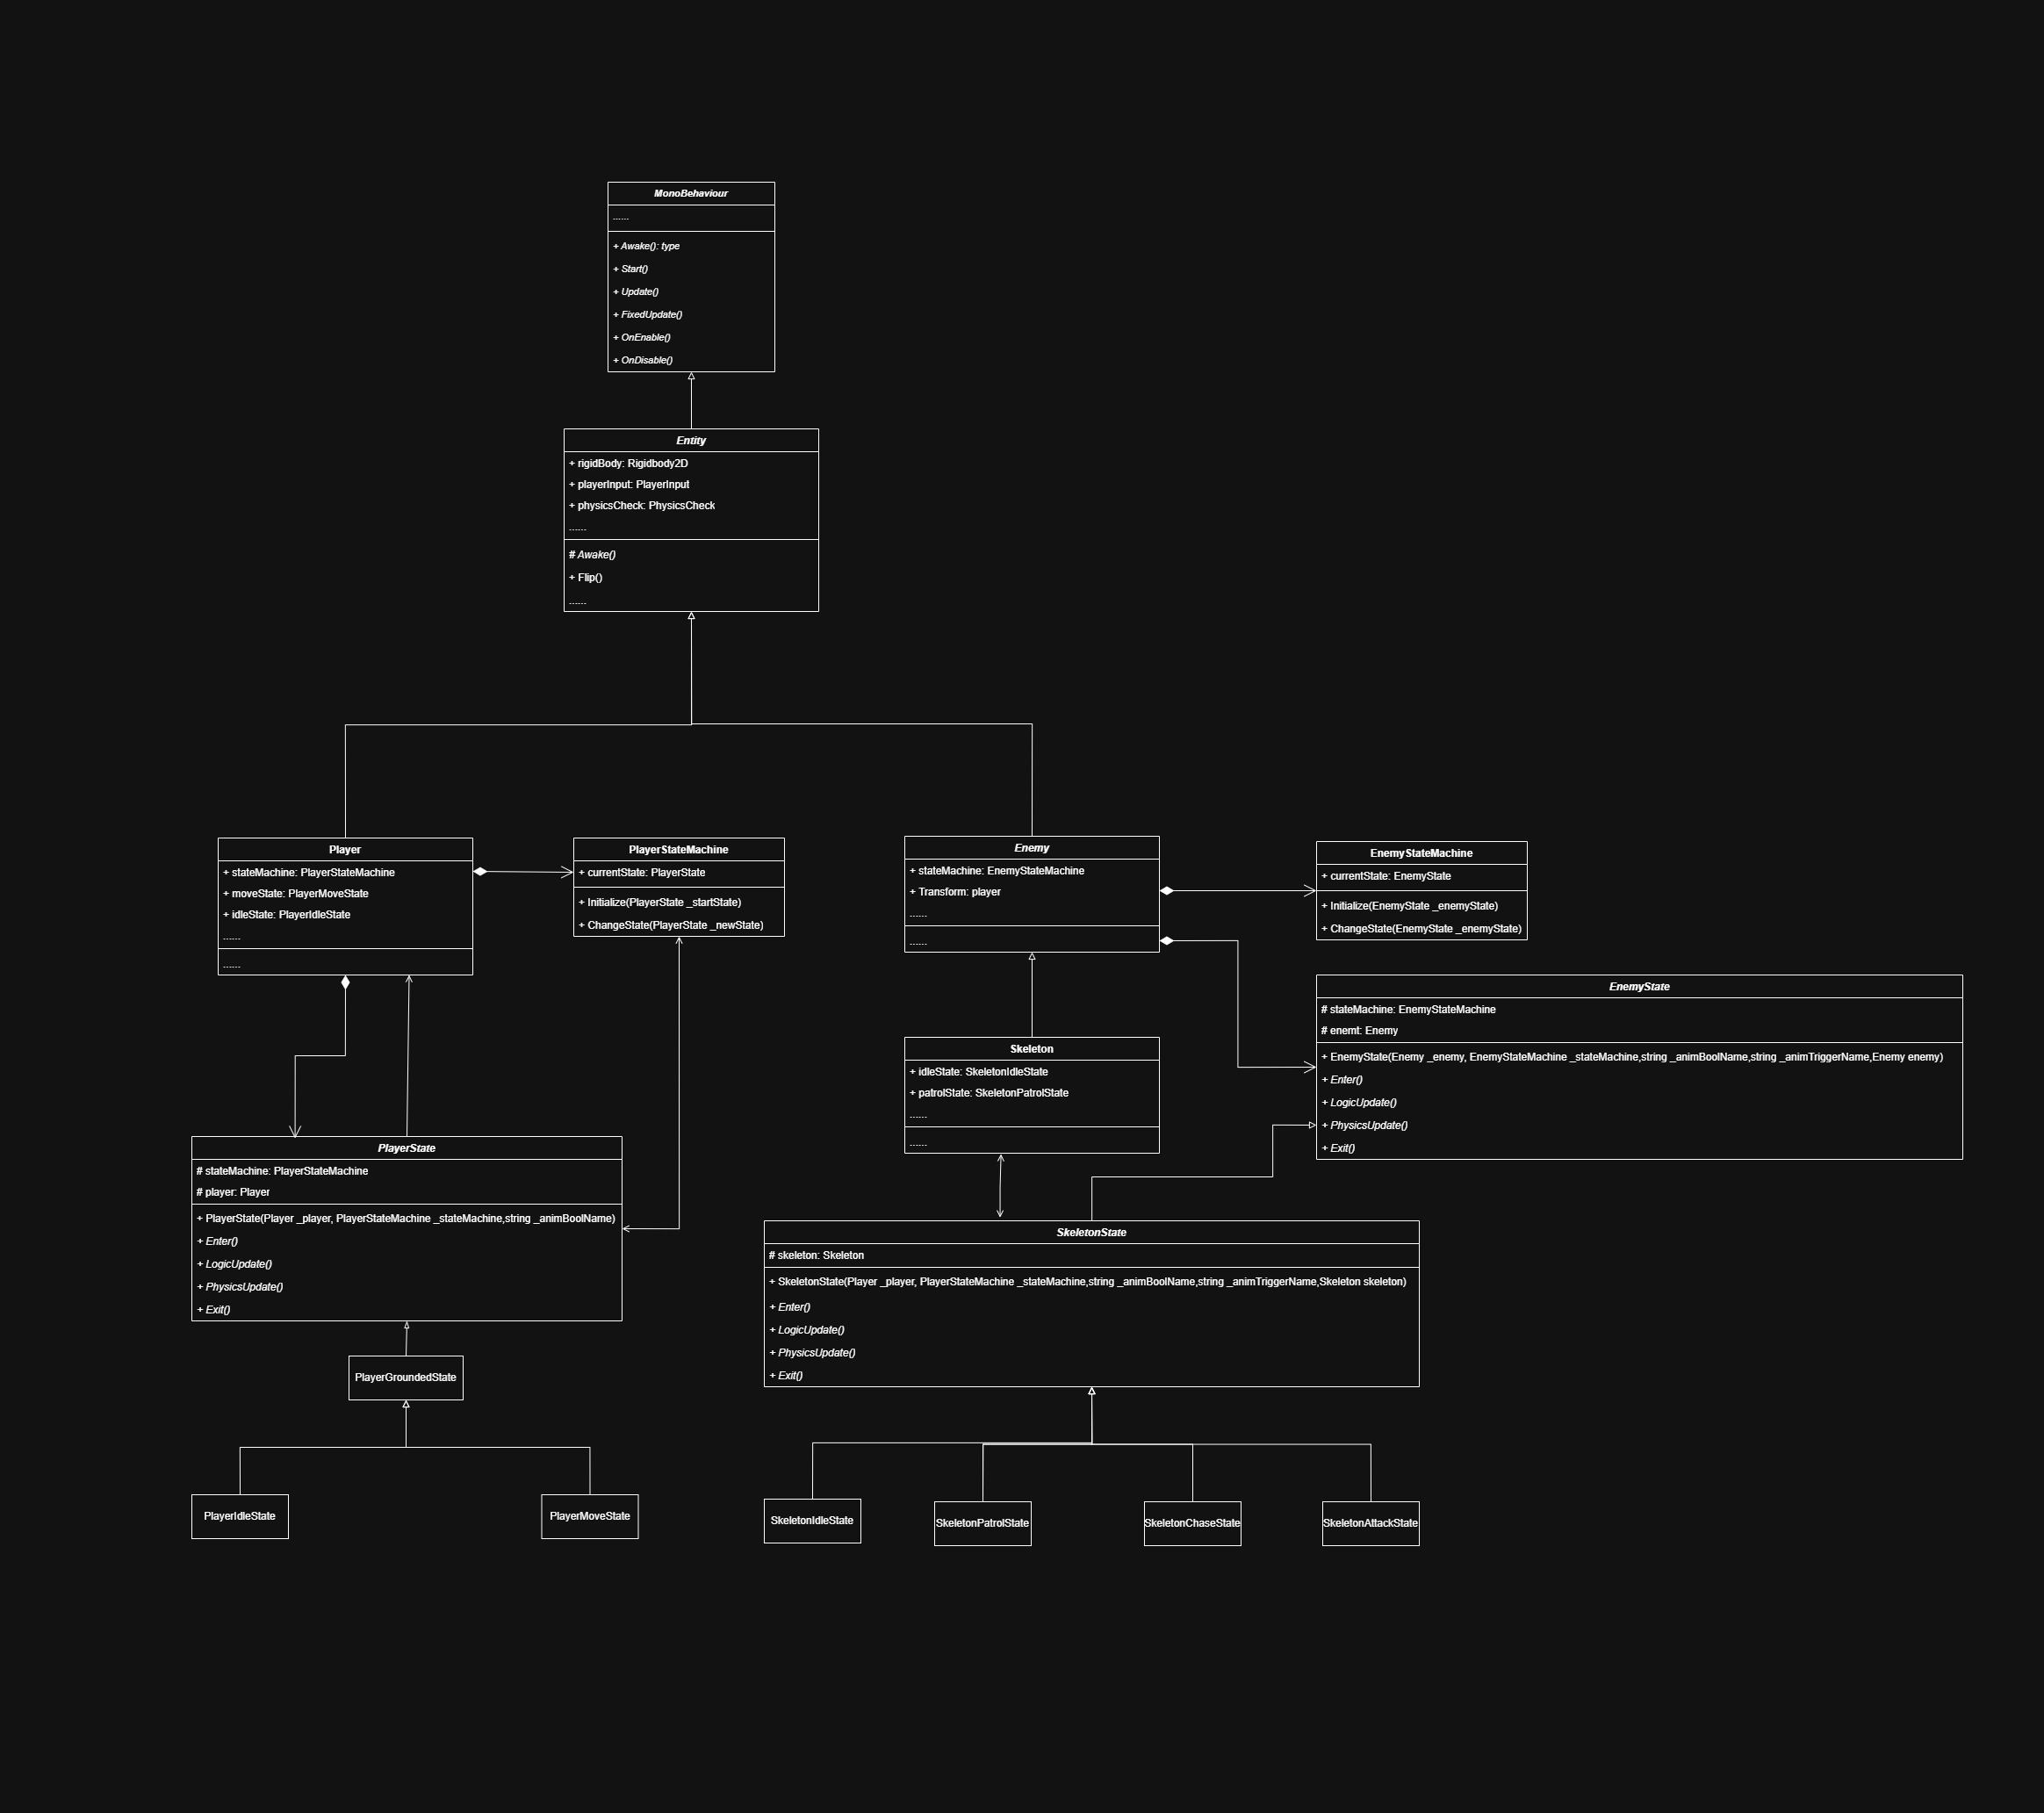 MonoBehaviour
......
+ Awake(): type
+ Start()
+ Update()
+ FixedUpdate()
+ OnEnable()
+ OnDisable()
Entity
+ rigidBody: Rigidbody2D
+ playerInput: PlayerInput
+ physicsCheck: PhysicsCheck
......
# Awake()
+ Flip()
......
Player
+ stateMachine: PlayerStateMachine
+ moveState: PlayerMoveState
+ idleState: PlayerIdleState
......
......
PlayerStateMachine
+ currentState: PlayerState
+ Initialize(PlayerState _startState)
+ ChangeState(PlayerState _newState)
Enemy
+ stateMachine: EnemyStateMachine
+ Transform: player
......
......
EnemyStateMachine
+ currentState: EnemyState
+ Initialize(EnemyState _enemyState)
+ ChangeState(EnemyState _enemyState)
EnemyState
# stateMachine: EnemyStateMachine
# enemt: Enemy
+ EnemyState(Enemy _enemy, EnemyStateMachine _stateMachine,string _animBoolName,string _animTriggerName,Enemy enemy)
+ Enter()
+ LogicUpdate()
+ PhysicsUpdate()
+ Exit()
Skeleton
+ idleState: SkeletonIdleState
+ patrolState: SkeletonPatrolState
......
......
PlayerState
# stateMachine: PlayerStateMachine
# player: Player
+ PlayerState(Player _player, PlayerStateMachine _stateMachine,string _animBoolName)
+ Enter()
+ LogicUpdate()
+ PhysicsUpdate()
+ Exit()
SkeletonState
# skeleton: Skeleton
+ SkeletonState(Player _player, PlayerStateMachine _stateMachine,string _animBoolName,string _animTriggerName,Skeleton skeleton)
+ Enter()
+ LogicUpdate()
+ PhysicsUpdate()
+ Exit()
PlayerGroundedState
PlayerIdleState
PlayerMoveState
SkeletonIdleState
SkeletonPatrolState
SkeletonChaseState
SkeletonAttackState